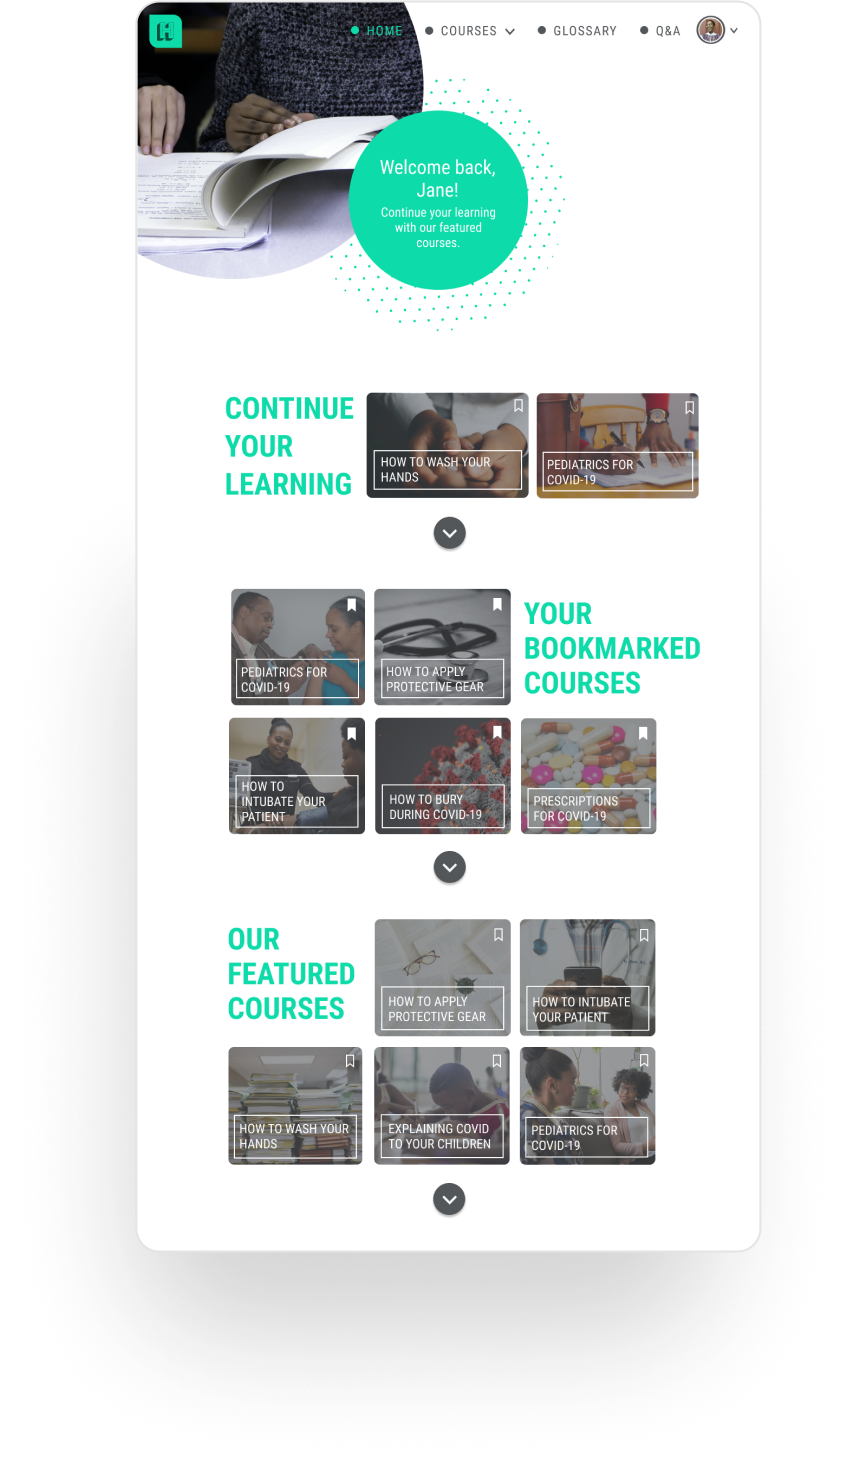 HOME
COURSES
GLOSSARY
Q&A
Welcome back,
Jane!
Continue your learning
with our featured
courses.
CONTINUE
YOUR
LEARNING
HOW TO WASH YOUR
HANDS
PEDIATRICS FOR
COVID-19
PEDIATRICS FOR
COVID-19
HOW TO APPLY
PROTECTIVE GEAR
YOUR
BOOKMARKED
COURSES
HOW TO
INTUBATE YOUR
PATIENT
HOW TO BURY
DURING COVID-19
PRESCRIPTIONS
FOR COVID-19
OUR
FEATURED
COURSES
HOW TO APPLY
PROTECTIVE GEAR
HOW TO INTUBATE
YOUR PATIENT
HOW TO WASH YOUR
HANDS
EXPLAINING COVID
TO YOUR CHILDREN
PEDIATRICS FOR
COVID-19